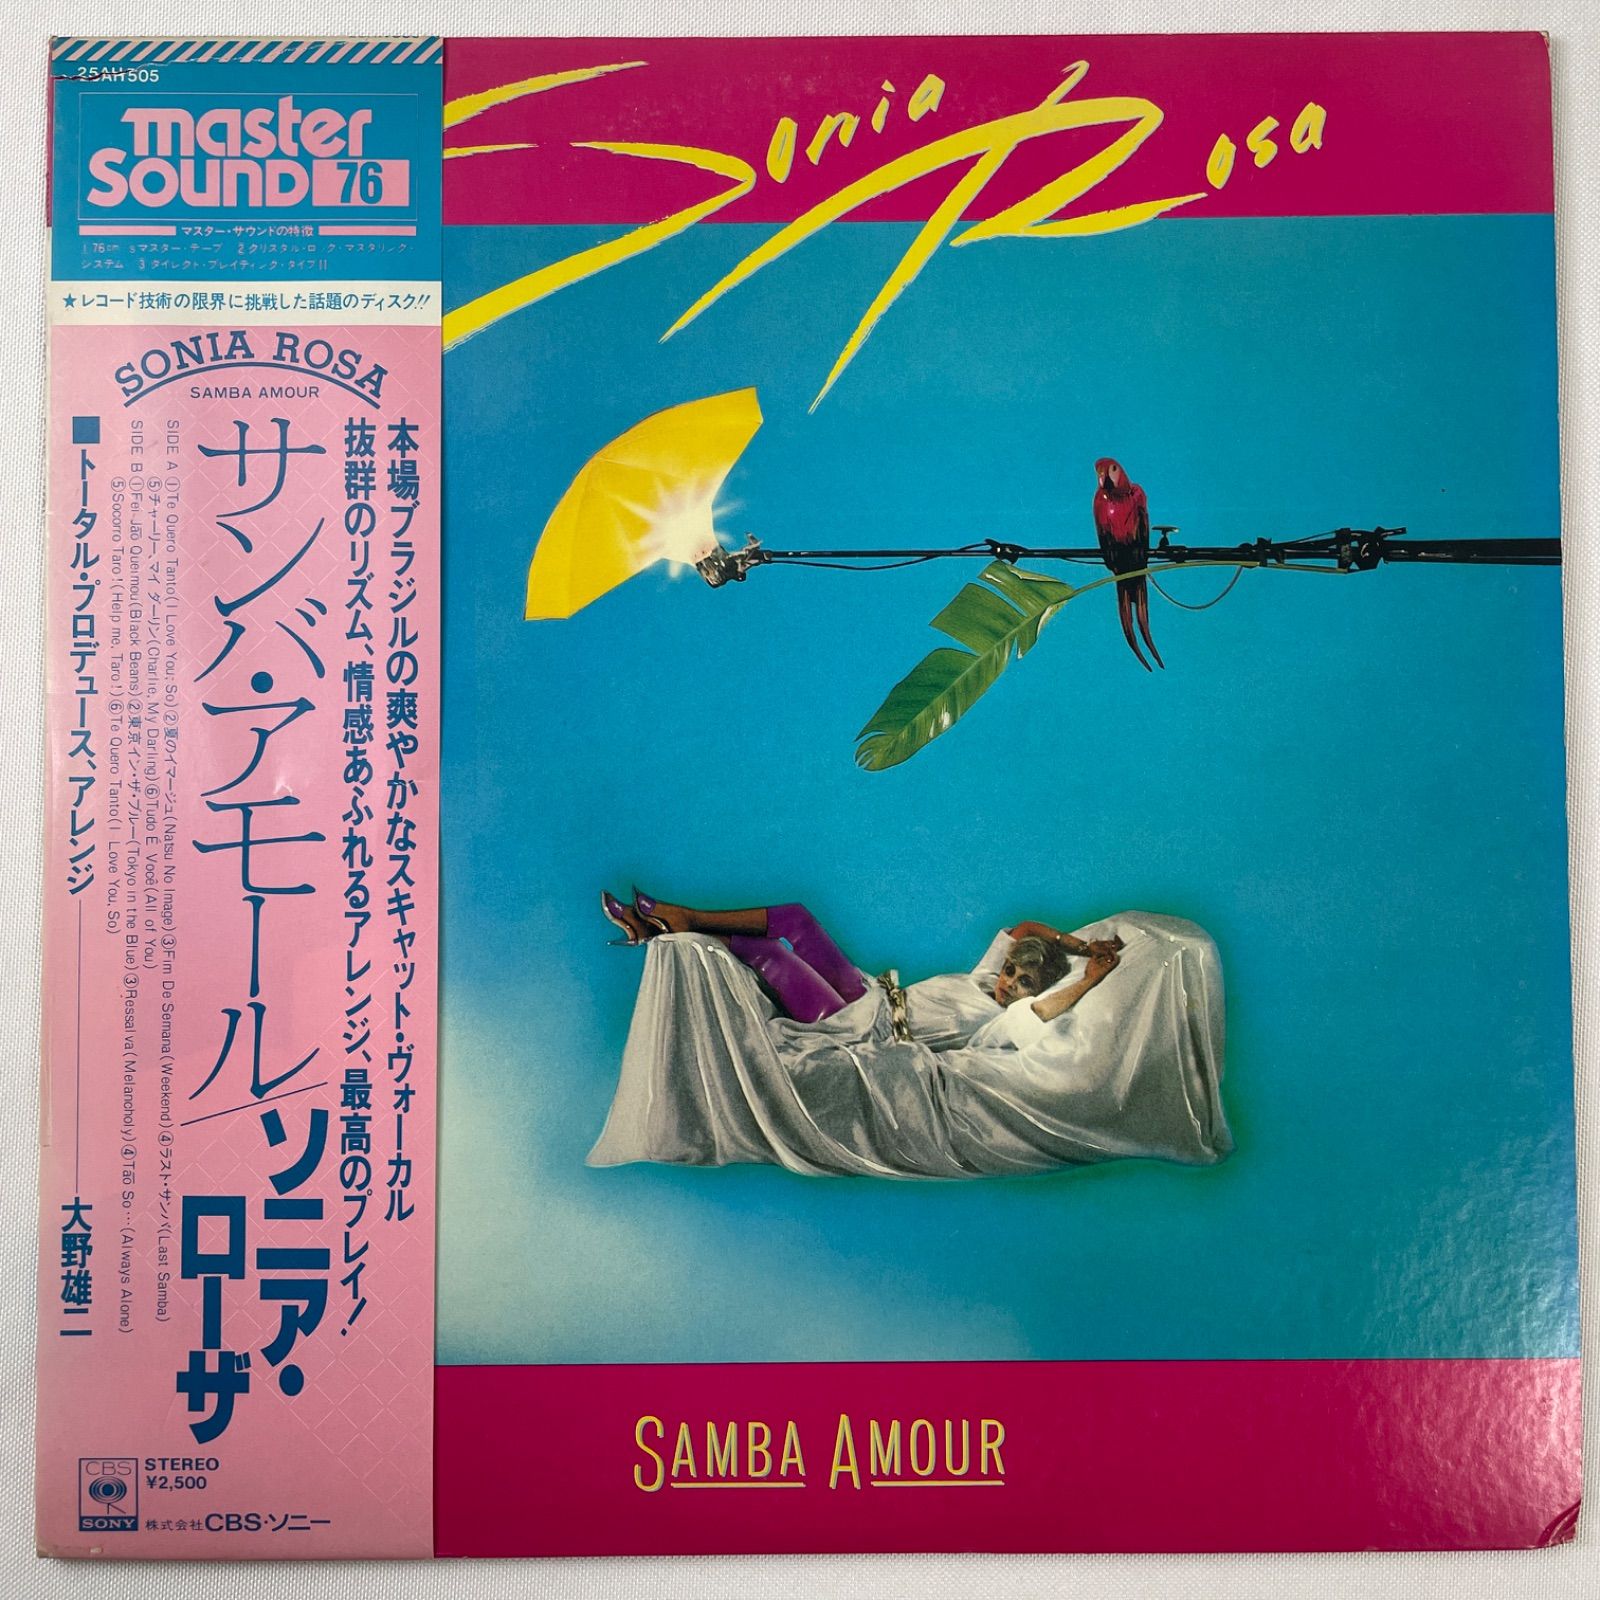 25AH 505
master
SOUND 76
マスター・サウンドの特徴
1. 76cm/sマスター・テープ 2. クリスタル・ロック・マスタリング・
システム 3. ダイレクト・プレイティング・タイプII
★レコード技術の限界に挑戦した話題のディスク!!
SONIA ROSA
SAMBA AMOUR
本場ブラジルの爽やかなスキャット・ヴォーカル
抜群のリズム、情感あふれるアレンジ、最高のプレイ!
サンバ・アモール/ソニア・
ローザ
SIDE A ①Te Quero Tanto(I Love You, So)②夏のイマージュ(Natsu No Image)③Fim De Semana(Weekend)④ラスト・サンバ(Last Samba)
⑤チャーリー、マイ ダーリン(Charlie, My Darling)⑥Tudo É Você(All of You)
SIDE B ①Fei Jão Queimou(Black Beans)②東京イン・ザ・ブルー(Tokyo in the Blue)③Ressalva(Melancholy)④Tão So…(Always Alone)
⑤Socorro Taro!(Help me, Taro!)⑥Te Quero Tanto(I Love You, So)
■トータル・プロデュース、アレンジ――大野雄二
CBS
SONY
STEREO
¥2,500
株式会社CBS・ソニー
Sonia Rosa
SAMBA AMOUR